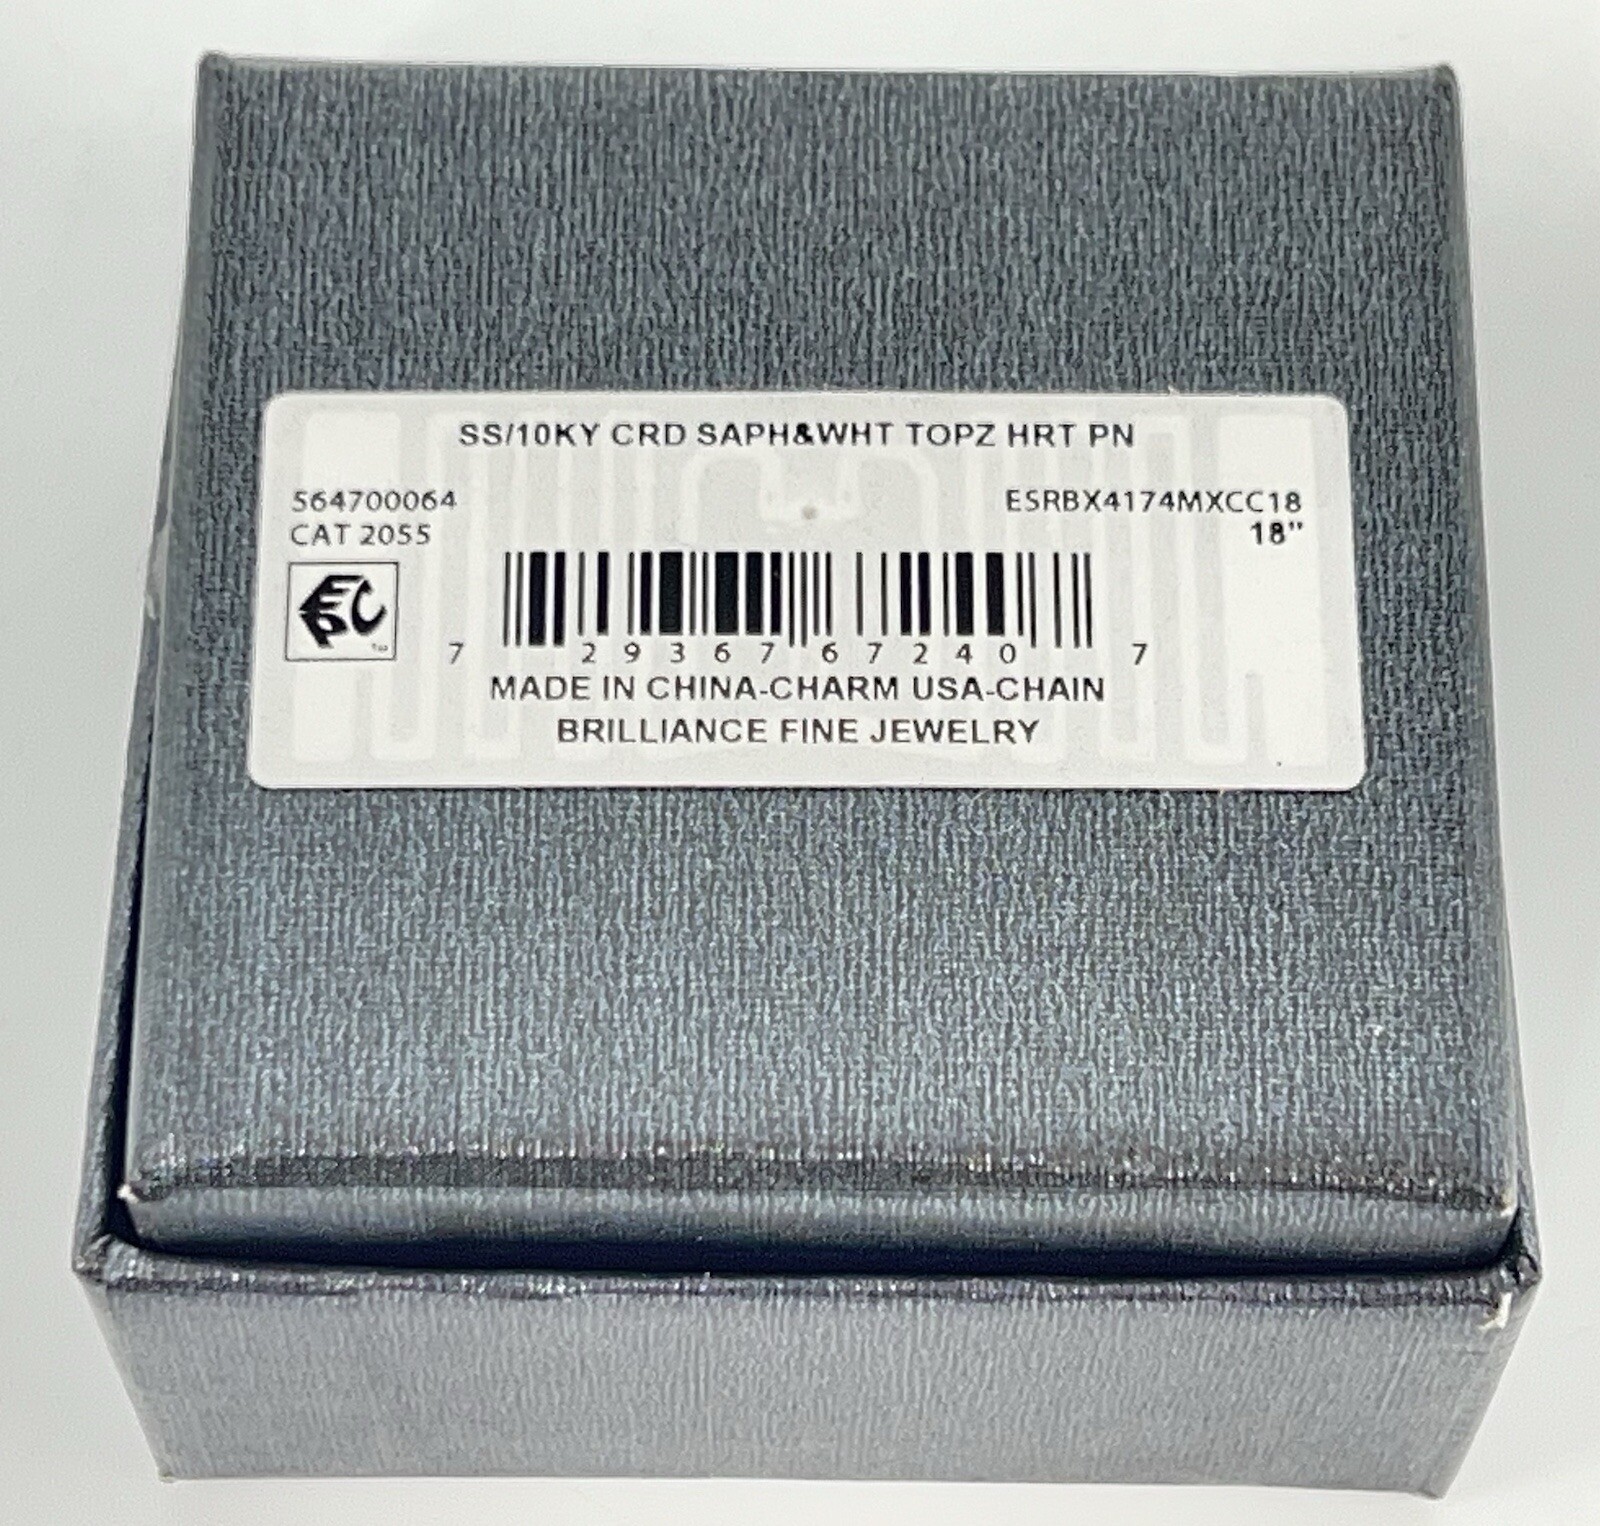 SS/10KY CRD SAPH&WHT TOPZ HRT PN
564700064 ESRBX4174MXCC18
CAT 2055 18"
EPC
7 29367 67240 7
MADE IN CHINA-CHARM USA-CHAIN
BRILLIANCE FINE JEWELRY